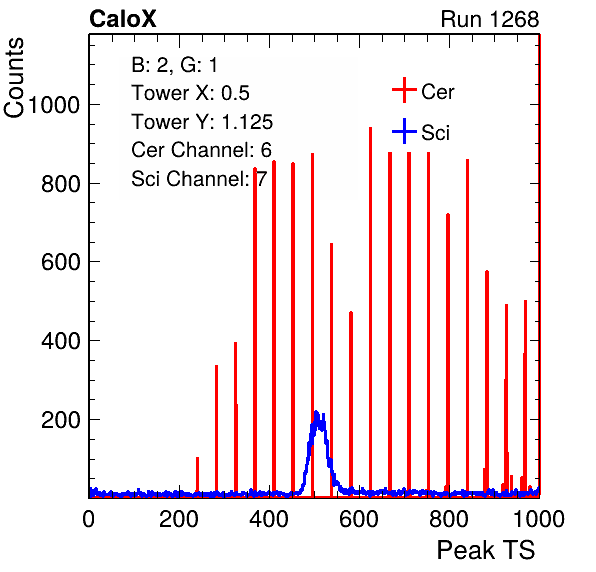 CaloX Run 1268
Counts
B: 2, G: 1
Tower X: 0.5
Tower Y: 1.125
Cer Channel: 6
Sci Channel: 7
Cer
Sci
1000
800
600
400
200
0 200 400 600 800 1000
Peak TS